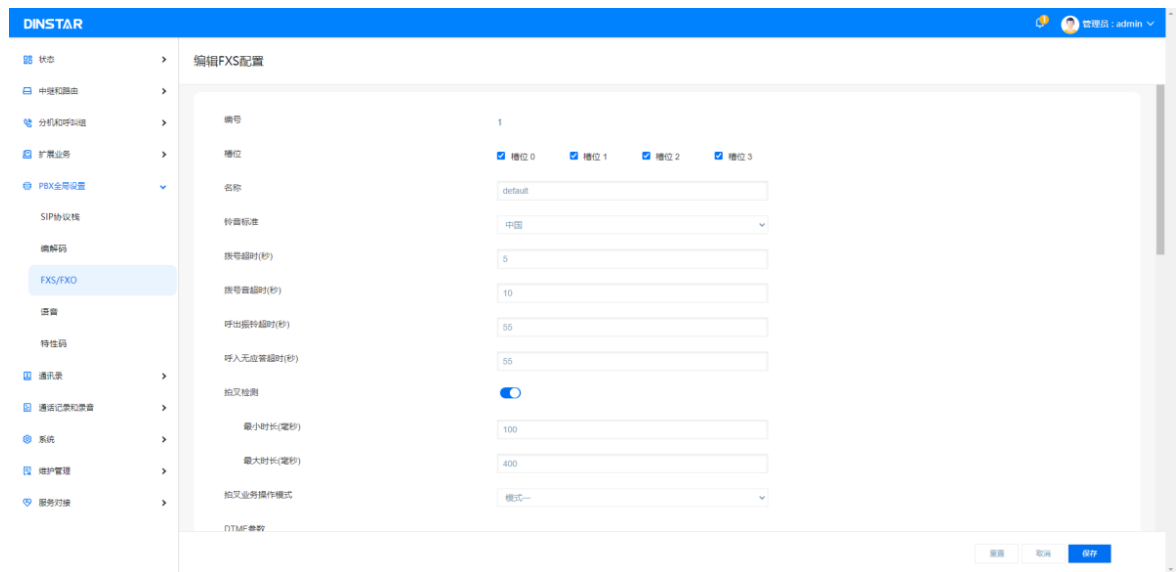 DINSTAR
1
管理员 : admin
状态
中继和路由
分机和呼叫组
扩展业务
PBX全局设置
SIP协议栈
编解码
FXS/FXO
语音
特性码
通讯录
通话记录和录音
系统
维护管理
服务对接
编辑FXS配置
编号 1
槽位 槽位 0 槽位 1 槽位 2 槽位 3
名称 default
铃音标准 中国
拨号超时(秒) 5
拨号音超时(秒) 10
呼出振铃超时(秒) 55
呼入无应答超时(秒) 55
拍叉检测
最小时长(毫秒) 100
最大时长(毫秒) 400
拍叉业务操作模式 模式一
DTMF参数
重置 取消 保存